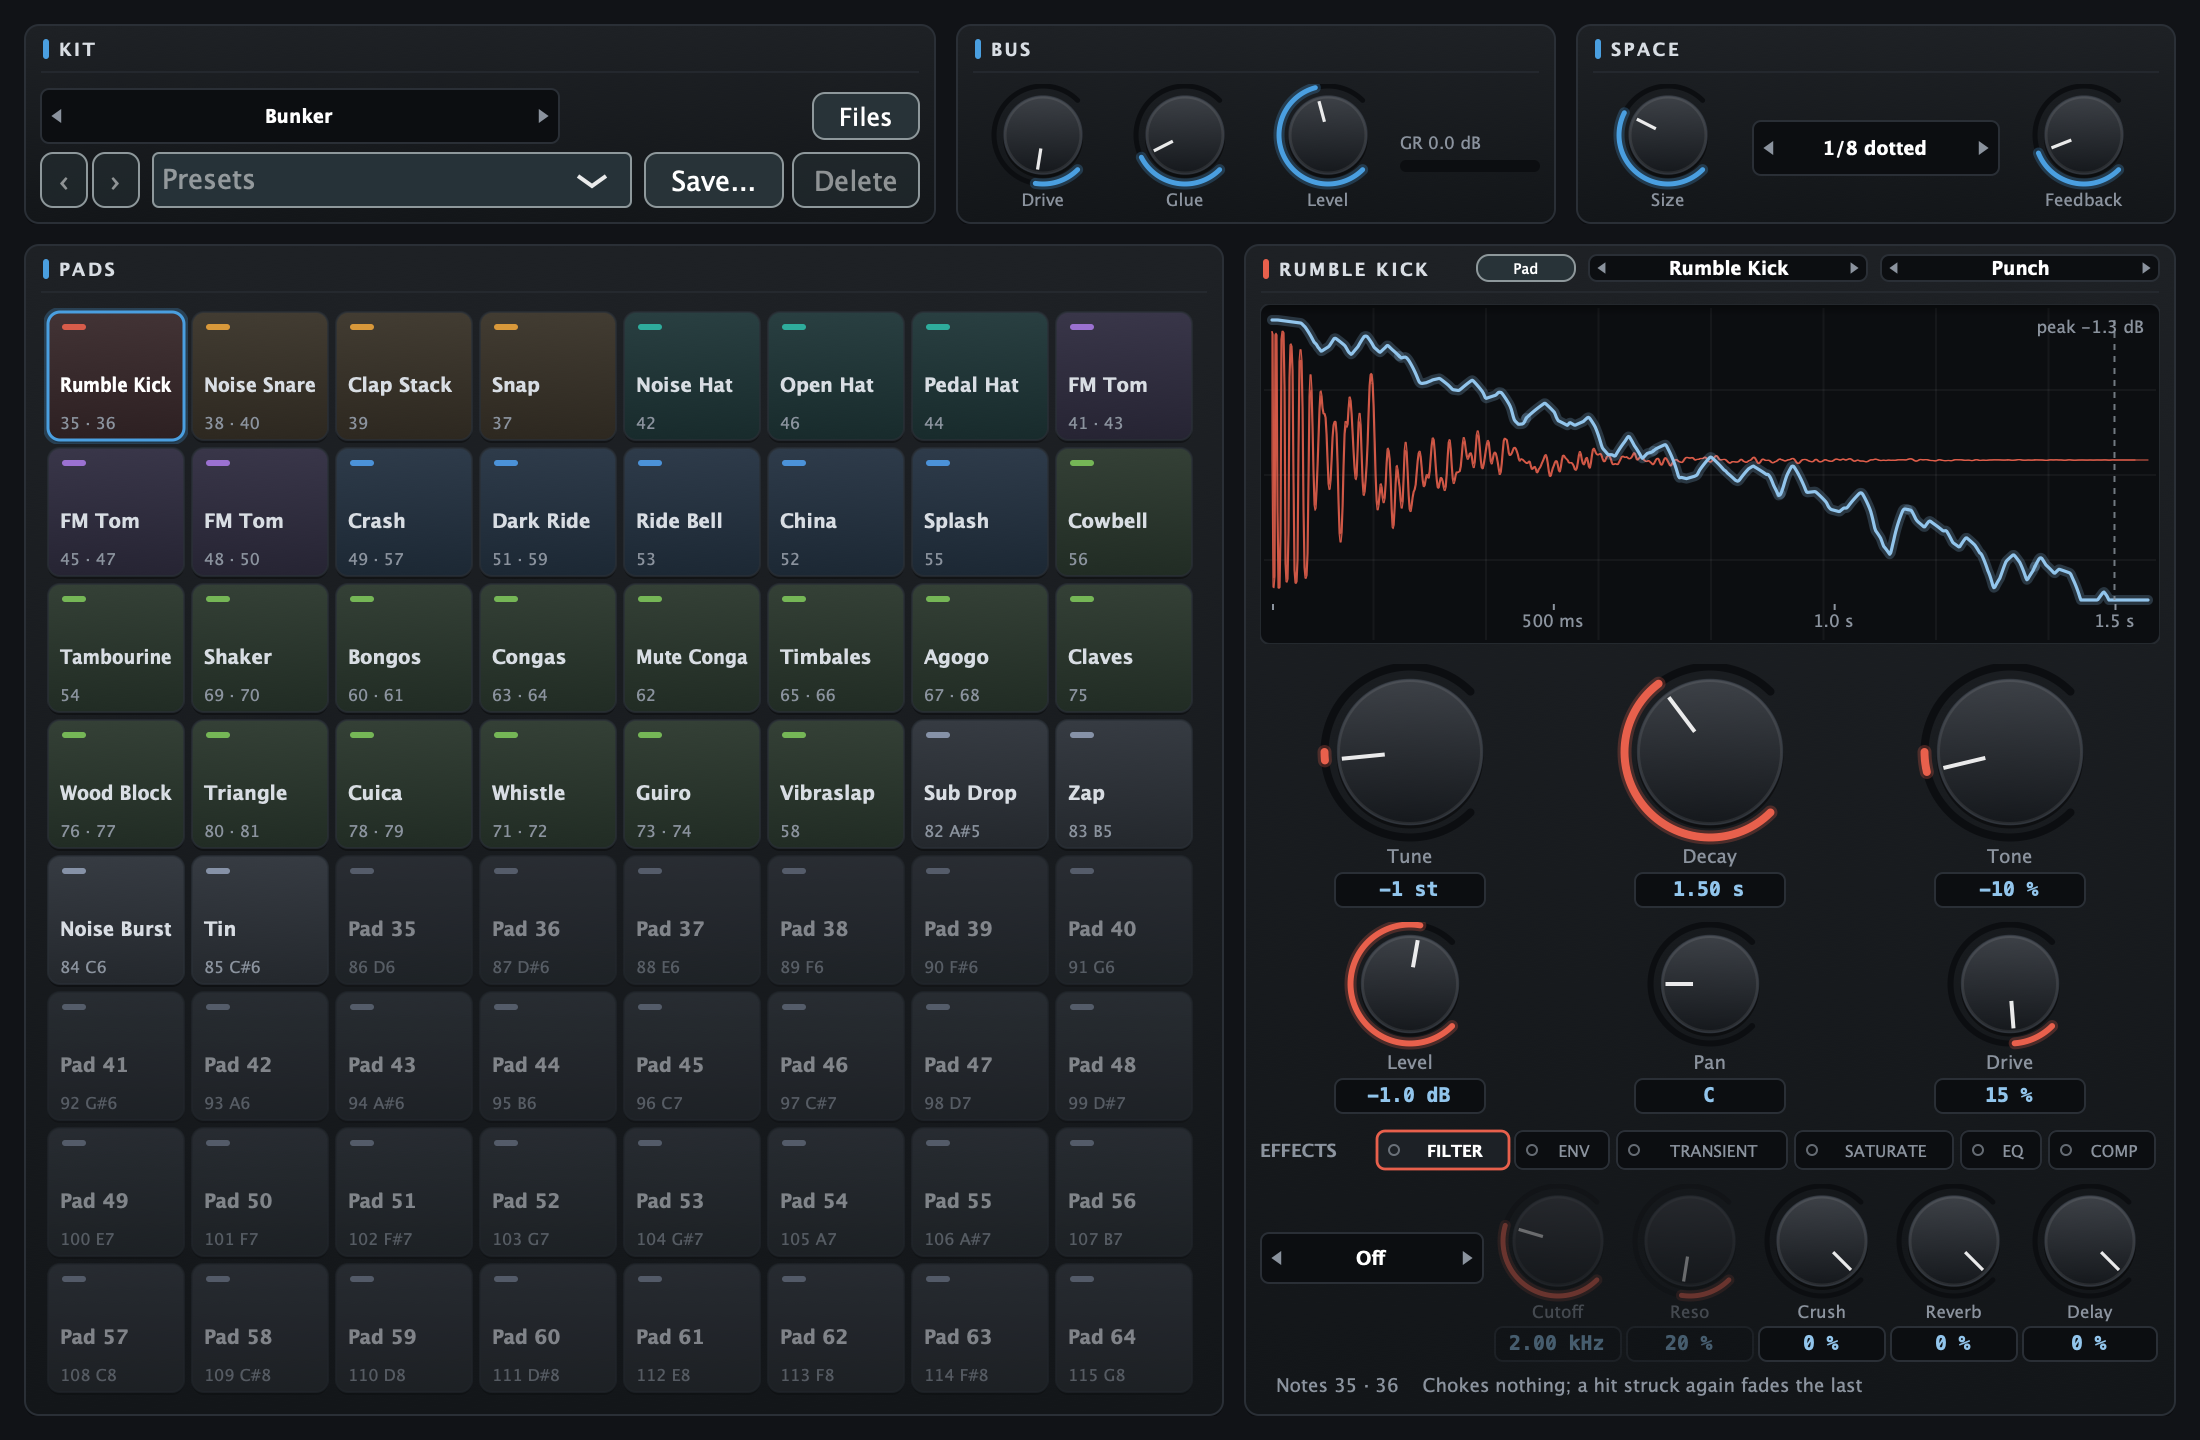 KIT
Bunker
Files
Presets
Save...
Delete
BUS
Drive
Glue
Level
GR 0.0 dB
SPACE
Size
1/8 dotted
Feedback
PADS
Rumble Kick
35 · 36
Noise Snare
38 · 40
Clap Stack
39
Snap
37
Noise Hat
42
Open Hat
46
Pedal Hat
44
FM Tom
41 · 43
FM Tom
45 · 47
FM Tom
48 · 50
Crash
49 · 57
Dark Ride
51 · 59
Ride Bell
53
China
52
Splash
55
Cowbell
56
Tambourine
54
Shaker
69 · 70
Bongos
60 · 61
Congas
63 · 64
Mute Conga
62
Timbales
65 · 66
Agogo
67 · 68
Claves
75
Wood Block
76 · 77
Triangle
80 · 81
Cuica
78 · 79
Whistle
71 · 72
Guiro
73 · 74
Vibraslap
58
Sub Drop
82 A#5
Zap
83 B5
Noise Burst
84 C6
Tin
85 C#6
Pad 35
86 D6
Pad 36
87 D#6
Pad 37
88 E6
Pad 38
89 F6
Pad 39
90 F#6
Pad 40
91 G6
Pad 41
92 G#6
Pad 42
93 A6
Pad 43
94 A#6
Pad 44
95 B6
Pad 45
96 C7
Pad 46
97 C#7
Pad 47
98 D7
Pad 48
99 D#7
Pad 49
100 E7
Pad 50
101 F7
Pad 51
102 F#7
Pad 52
103 G7
Pad 53
104 G#7
Pad 54
105 A7
Pad 55
106 A#7
Pad 56
107 B7
Pad 57
108 C8
Pad 58
109 C#8
Pad 59
110 D8
Pad 60
111 D#8
Pad 61
112 E8
Pad 62
113 F8
Pad 63
114 F#8
Pad 64
115 G8
RUMBLE KICK
Pad
Rumble Kick
Punch
peak −1.3 dB
500 ms
1.0 s
1.5 s
Tune
−1 st
Decay
1.50 s
Tone
−10 %
Level
−1.0 dB
Pan
C
Drive
15 %
EFFECTS
FILTER
ENV
TRANSIENT
SATURATE
EQ
COMP
Off
Cutoff
2.00 kHz
Reso
20 %
Crush
0 %
Reverb
0 %
Delay
0 %
Notes 35 · 36
Chokes nothing; a hit struck again fades the last